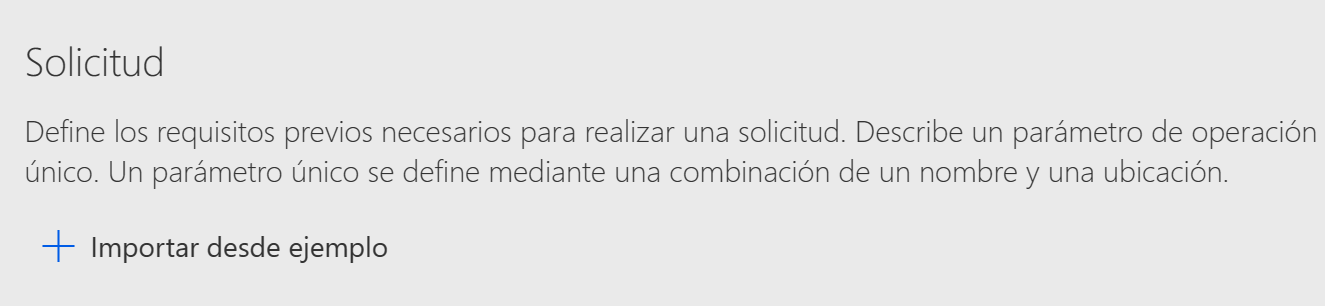 Solicitud
Define los requisitos previos necesarios para realizar una solicitud. Describe un parámetro de operación
único. Un parámetro único se define mediante una combinación de un nombre y una ubicación.
Importar desde ejemplo